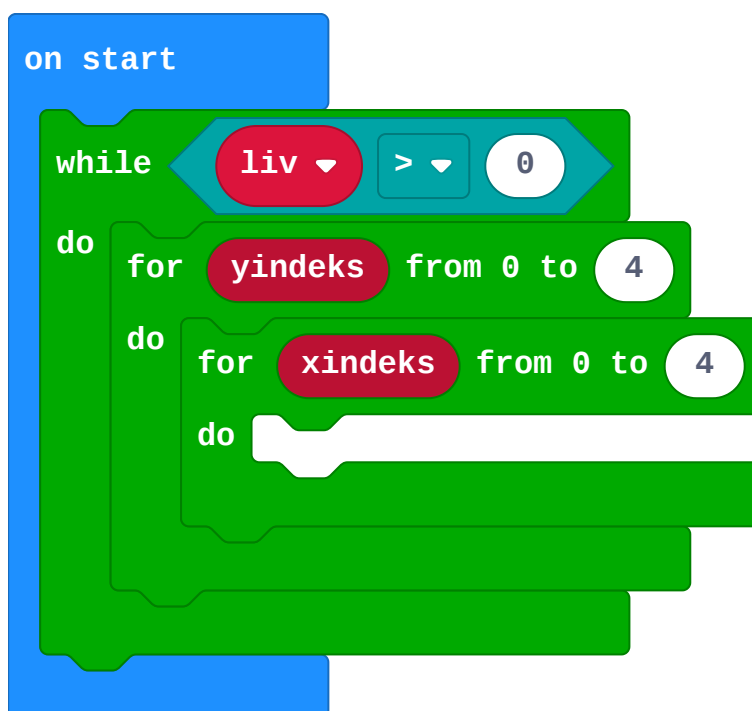 on start
while liv > 0
do
for yindeks from 0 to 4
do
for xindeks from 0 to 4
do